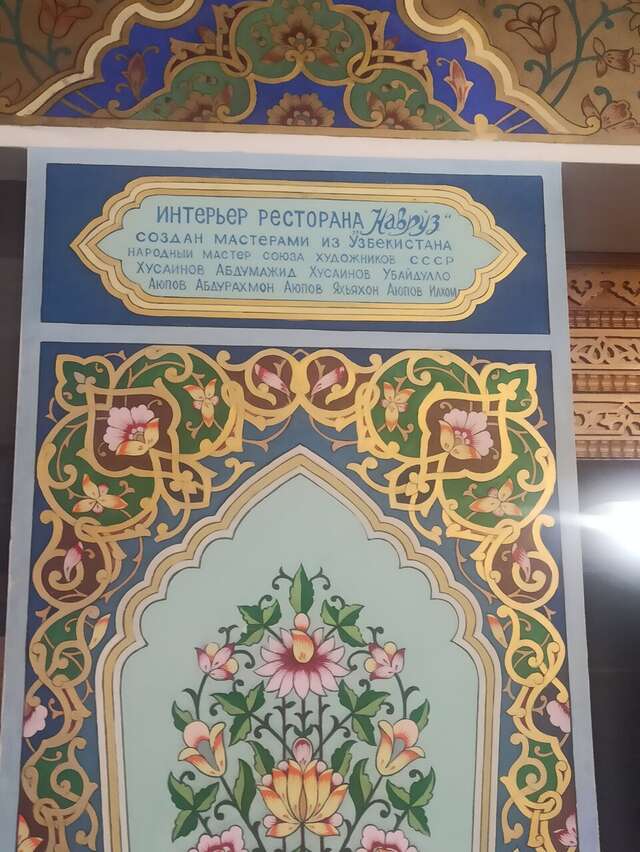 ИНТЕРЬЕР РЕСТОРАНА „Навруз“
СОЗДАН МАСТЕРАМИ ИЗ УЗБЕКИСТАНА
НАРОДНЫЙ МАСТЕР СОЮЗА ХУДОЖНИКОВ СССР
ХУСАИНОВ АБДУМАЖИД ХУСАИНОВ УБАЙДУЛЛО
АЮПОВ АБДУРАХМОН АЮПОВ ЯХЬЯХОН АЮПОВ ИЛХОМ